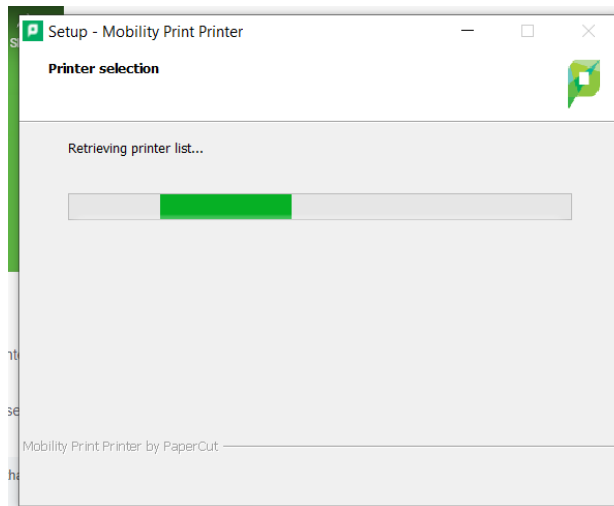 Setup - Mobility Print Printer
Printer selection
Retrieving printer list...
Mobility Print Printer by PaperCut